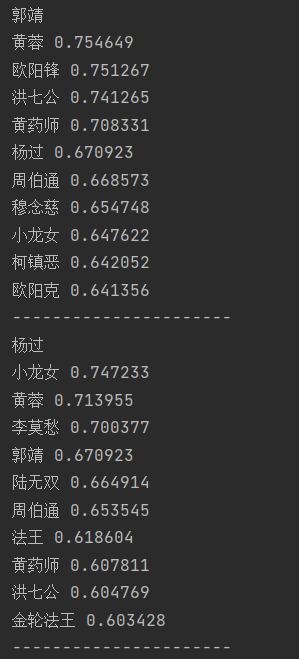 郭靖
黄蓉 0.754649
欧阳锋 0.751267
洪七公 0.741265
黄药师 0.708331
杨过 0.670923
周伯通 0.668573
穆念慈 0.654748
小龙女 0.647622
柯镇恶 0.642052
欧阳克 0.641356
----------------------
杨过
小龙女 0.747233
黄蓉 0.713955
李莫愁 0.700377
郭靖 0.670923
陆无双 0.664914
周伯通 0.653545
法王 0.618604
黄药师 0.607811
洪七公 0.604769
金轮法王 0.603428
----------------------